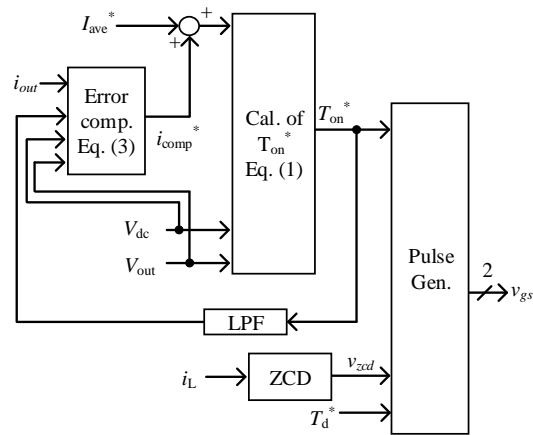 I_ave*
+
+
i_out
Error
comp.
Eq. (3)
i_comp*
Cal. of
T_on*
Eq. (1)
T_on*
V_dc
V_out
Pulse
Gen.
2
v_gs
LPF
i_L
ZCD
v_zcd
T_d*